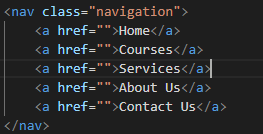 <nav class="navigation">
    <a href="">Home</a>
    <a href="">Courses</a>
    <a href="">Services</a>
    <a href="">About Us</a>
    <a href="">Contact Us</a>
</nav>